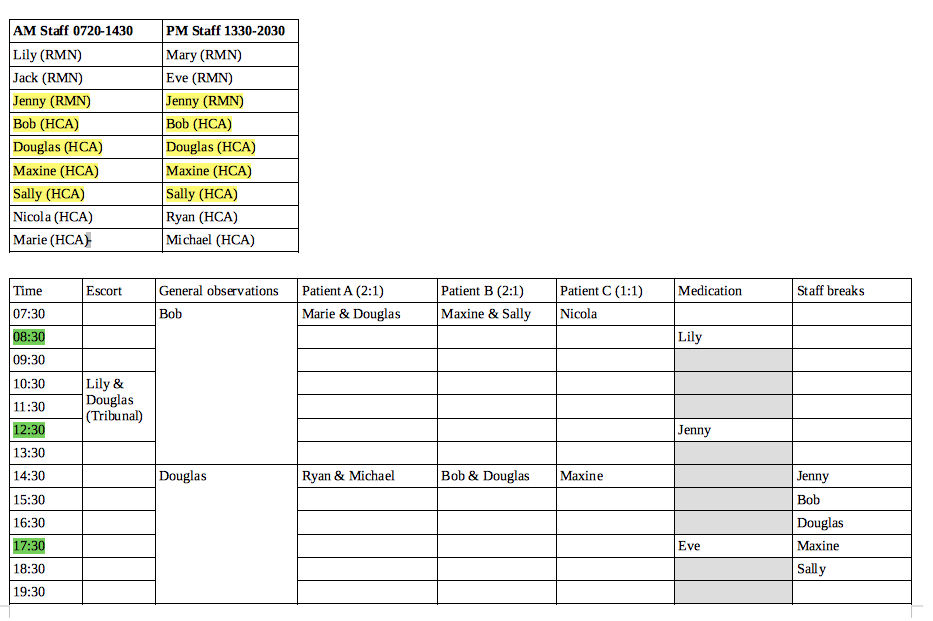 AM Staff 0720-1430 PM Staff 1330-2030
Lily (RMN) Mary (RMN)
Jack (RMN) Eve (RMN)
Jenny (RMN) Jenny (RMN)
Bob (HCA) Bob (HCA)
Douglas (HCA) Douglas (HCA)
Maxine (HCA) Maxine (HCA)
Sally (HCA) Sally (HCA)
Nicola (HCA) Ryan (HCA)
Marie (HCA) Michael (HCA)
Time Escort General observations Patient A (2:1) Patient B (2:1) Patient C (1:1) Medication Staff breaks
07:30 Bob Marie & Douglas Maxine & Sally Nicola
08:30 Lily
09:30
10:30 Lily &
11:30 Douglas
(Tribunal)
12:30 Jenny
13:30
14:30 Douglas Ryan & Michael Bob & Douglas Maxine Jenny
15:30 Bob
16:30 Douglas
17:30 Eve Maxine
18:30 Sally
19:30